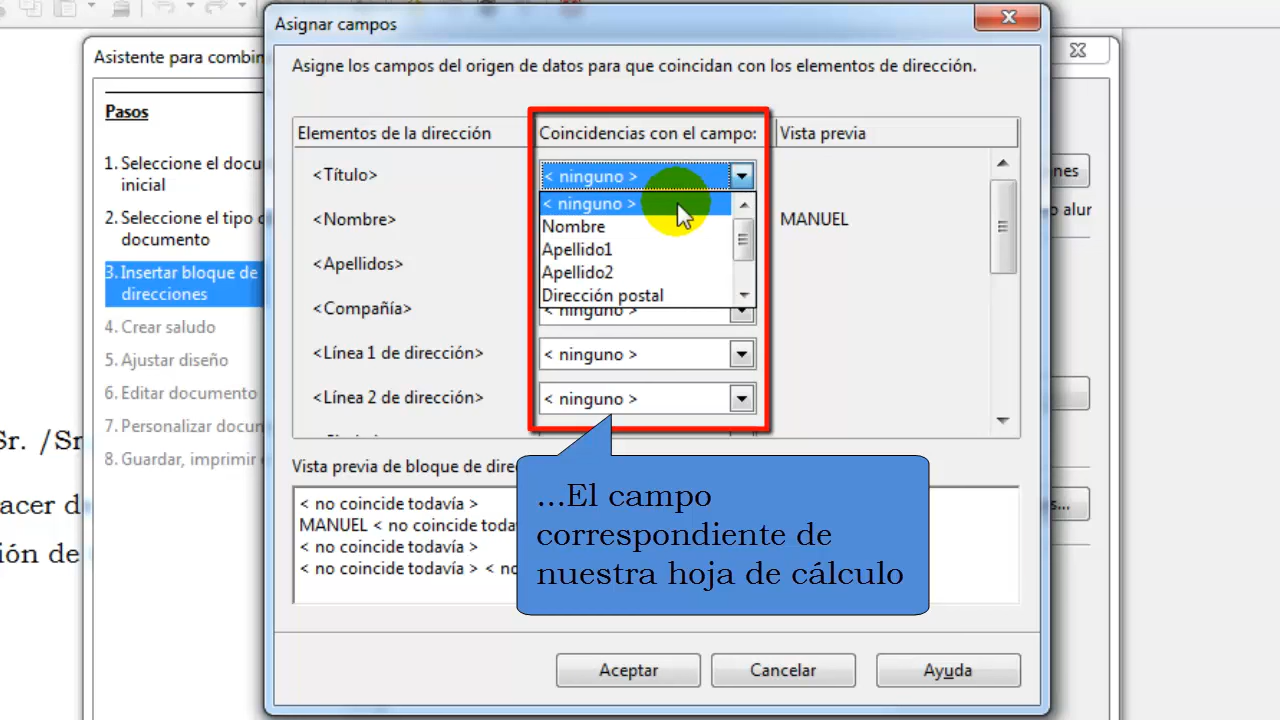 Asignar campos
Asistente para combin
Asigne los campos del origen de datos para que coincidan con los elementos de dirección.
Pasos
1. Seleccione el docu
inicial
2. Seleccione el tipo d
documento
3. Insertar bloque de
direcciones
4. Crear saludo
5. Ajustar diseño
6. Editar documento
7. Personalizar docum
8. Guardar, imprimir
Elementos de la dirección
Coincidencias con el campo:
Vista previa
<Título>
< ninguno >
< ninguno >
Nombre
Apellido1
Apellido2
Dirección postal
<Nombre>
MANUEL
<Apellidos>
<Compañía>
< ninguno >
<Línea 1 de dirección>
< ninguno >
<Línea 2 de dirección>
< ninguno >
Vista previa de bloque de direc
< no coincide todavía >
MANUEL < no coincide todav
< no coincide todavía >
< no coincide todavía > < no
...El campo
correspondiente de
nuestra hoja de cálculo
Aceptar
Cancelar
Ayuda
nes
o alur
s...
Sr. /Sr
acer d
ión de